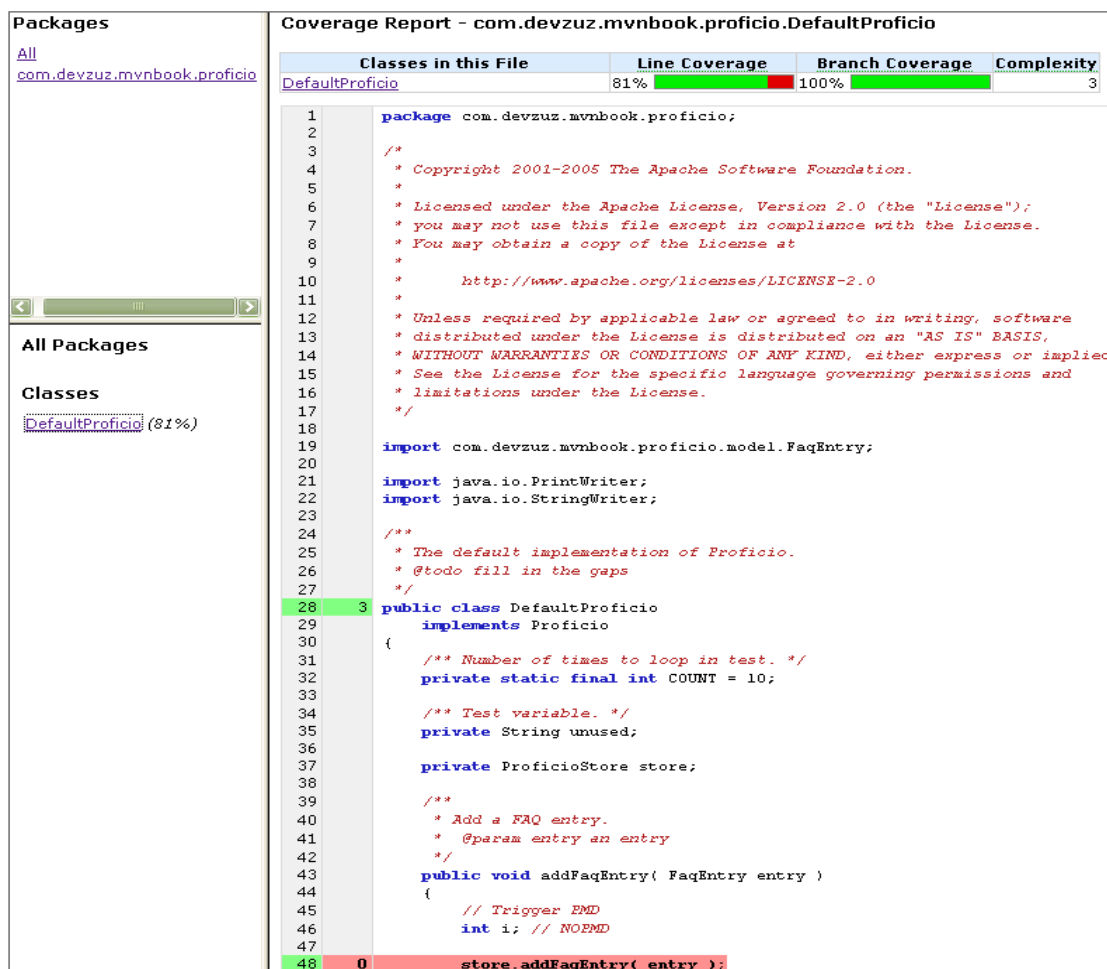 Packages
All
com.devzuz.mvnbook.proficio
All Packages
Classes
DefaultProficio (81%)
Coverage Report - com.devzuz.mvnbook.proficio.DefaultProficio
Classes in this File Line Coverage Branch Coverage Complexity
DefaultProficio 81% 100% 3
1 package com.devzuz.mvnbook.proficio;
2
3 /*
4 * Copyright 2001-2005 The Apache Software Foundation.
5 *
6 * Licensed under the Apache License, Version 2.0 (the "License");
7 * you may not use this file except in compliance with the License.
8 * You may obtain a copy of the License at
9 *
10 * http://www.apache.org/licenses/LICENSE-2.0
11 *
12 * Unless required by applicable law or agreed to in writing, software
13 * distributed under the License is distributed on an "AS IS" BASIS,
14 * WITHOUT WARRANTIES OR CONDITIONS OF ANY KIND, either express or implied
15 * See the License for the specific language governing permissions and
16 * limitations under the License.
17 */
18
19 import com.devzuz.mvnbook.proficio.model.FaqEntry;
20
21 import java.io.PrintWriter;
22 import java.io.StringWriter;
23
24 /**
25 * The default implementation of Proficio.
26 * @todo fill in the gaps
27 */
28 3 public class DefaultProficio
29 implements Proficio
30 {
31 /** Number of times to loop in test. */
32 private static final int COUNT = 10;
33
34 /** Test variable. */
35 private String unused;
36
37 private ProficioStore store;
38
39 /**
40 * Add a FAQ entry.
41 * @param entry an entry
42 */
43 public void addFaqEntry( FaqEntry entry )
44 {
45 // Trigger PMD
46 int i; // NOPMD
47
48 0 store.addFaqEntry( entry );